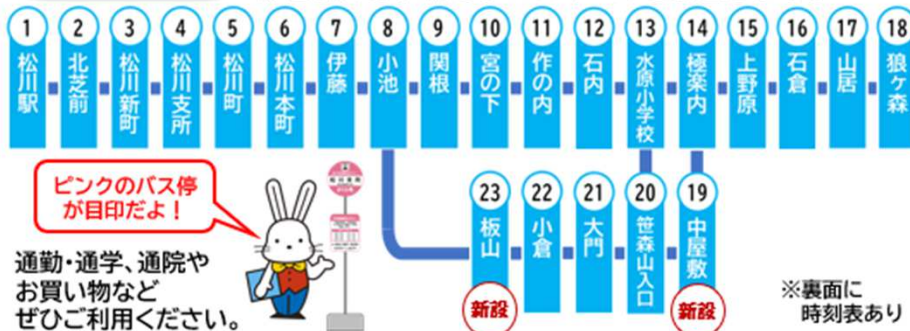 1 松川駅
2 北芝前
3 松川新町
4 松川支所
5 松川町
6 松川本町
7 伊藤
8 小池
9 関根
10 宮の下
11 作の内
12 石内
13 水原小学校
14 極楽内
15 上野原
16 石倉
17 山居
18 狼ヶ森
23 板山
新設
22 小倉
21 大門
20 笹森山入口
19 中屋敷
新設
ピンクのバス停
が目印だよ!
通勤・通学、通院や
お買い物など
ぜひご利用ください。
※裏面に
時刻表あり